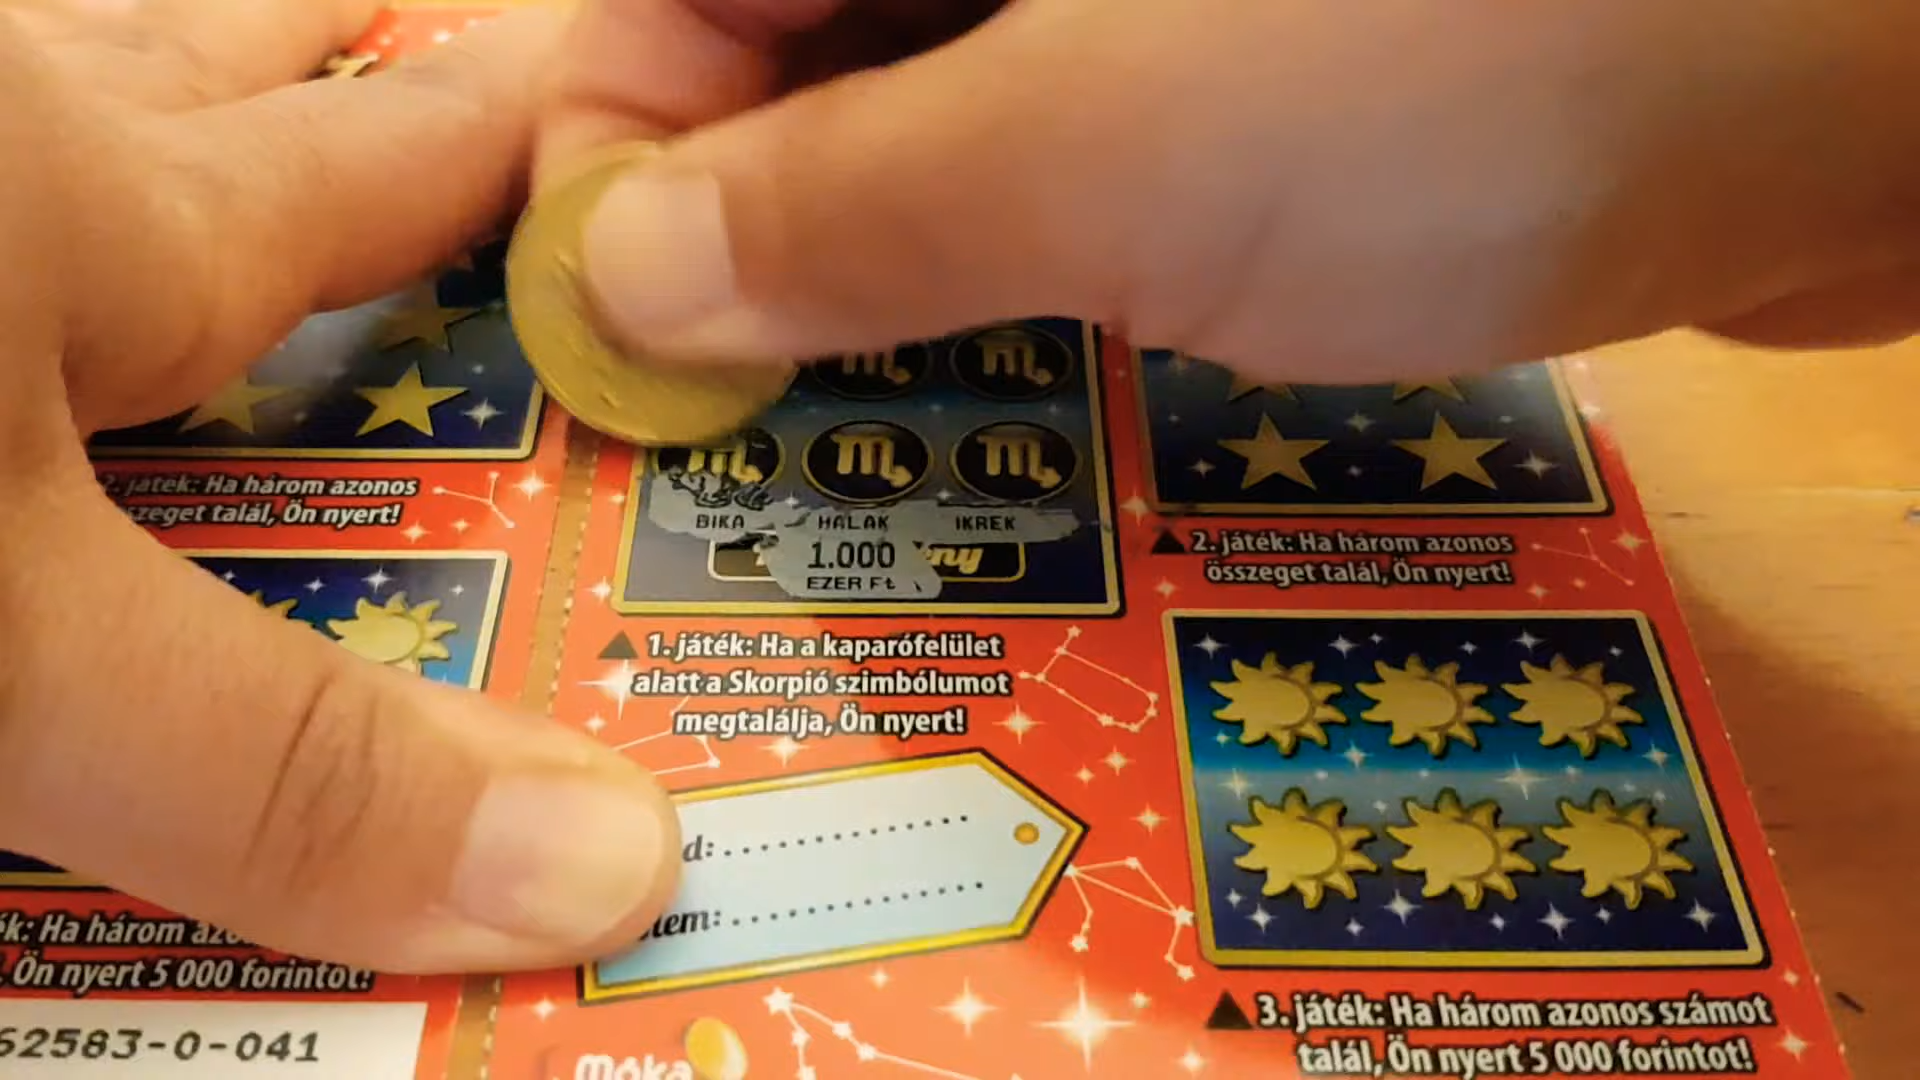 2. játék: Ha három azonos
összeget talál, Ön nyert!
Ha három
Ön nyert 5 000 forintot!
62583-0-041
BIKA HALAK IKREK
1.000
EZER Ft
1. játék: Ha a kaparófelület
alatt a Skorpió szimbólumot
megtalálja, Ön nyert!
Móka
2. játék: Ha három azonos
összeget talál, Ön nyert!
3. játék: Ha három azonos számot
talál, Ön nyert 5 000 forintot!